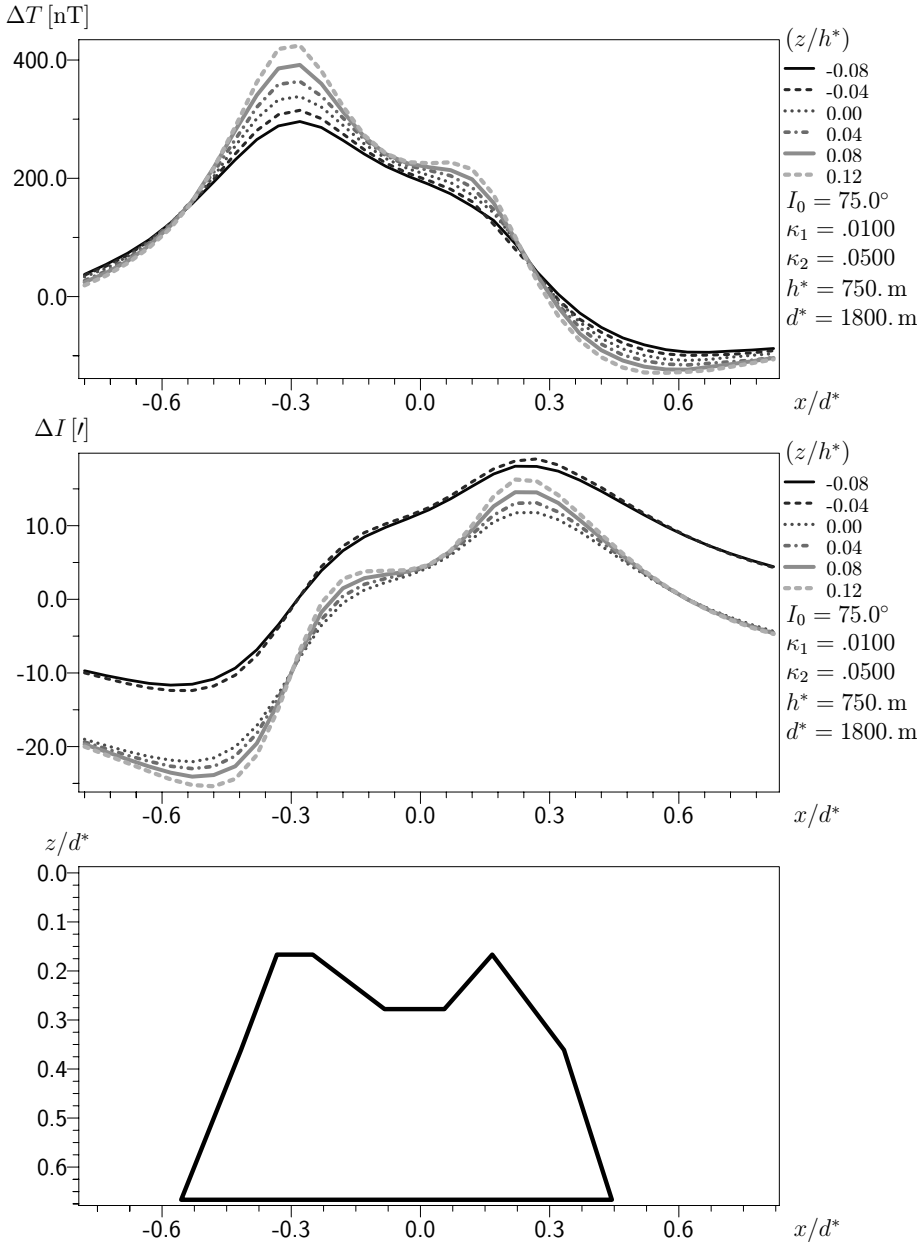 ΔT [nT]
400.0
200.0
0.0
-0.6 -0.3 0.0 0.3 0.6 x/d*
(z/h*)
-0.08
-0.04
0.00
0.04
0.08
0.12
I₀ = 75.0°
κ₁ = .0100
κ₂ = .0500
h* = 750. m
d* = 1800. m
ΔI [′]
10.0
0.0
-10.0
-20.0
-0.6 -0.3 0.0 0.3 0.6 x/d*
(z/h*)
-0.08
-0.04
0.00
0.04
0.08
0.12
I₀ = 75.0°
κ₁ = .0100
κ₂ = .0500
h* = 750. m
d* = 1800. m
z/d*
0.0
0.1
0.2
0.3
0.4
0.5
0.6
-0.6 -0.3 0.0 0.3 0.6 x/d*